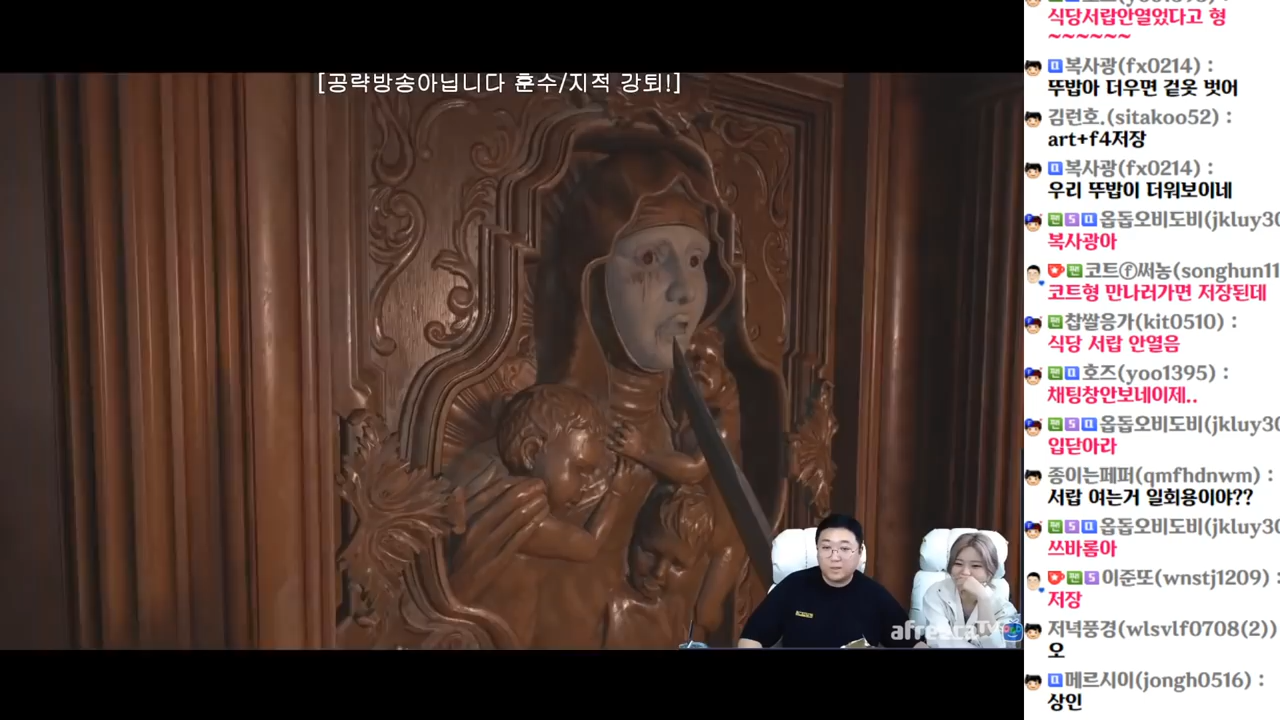 [공략방송아닙니다 훈수/지적 강퇴!]
식당서랍안열었다고 형
~~~~~~
복사광(fx0214) :
뚜밥아 더우면 겉옷 벗어
김런호.(sitakoo52) :
art+f4저장
복사광(fx0214) :
우리 뚜밥이 더워보이네
팬 S 옵돕오비도비(jkluy30
복사광아
팬 코트ⓕ써농(songhun11
코트형 만나러가면 저장된데
팬 찹쌀응가(kit0510) :
식당 서랍 안열음
팬 호즈(yoo1395) :
채팅창안보네이제..
팬 S 옵돕오비도비(jkluy30
입닫아라
종이는페퍼(qmfhdnwm) :
서랍 여는거 일회용이야??
팬 S 옵돕오비도비(jkluy30
쓰바롬아
팬 S 이준또(wnstj1209) :
저장
저녁풍경(wlsvlf0708(2))
오
메르시이(jongh0516) :
상인
afreecaTV